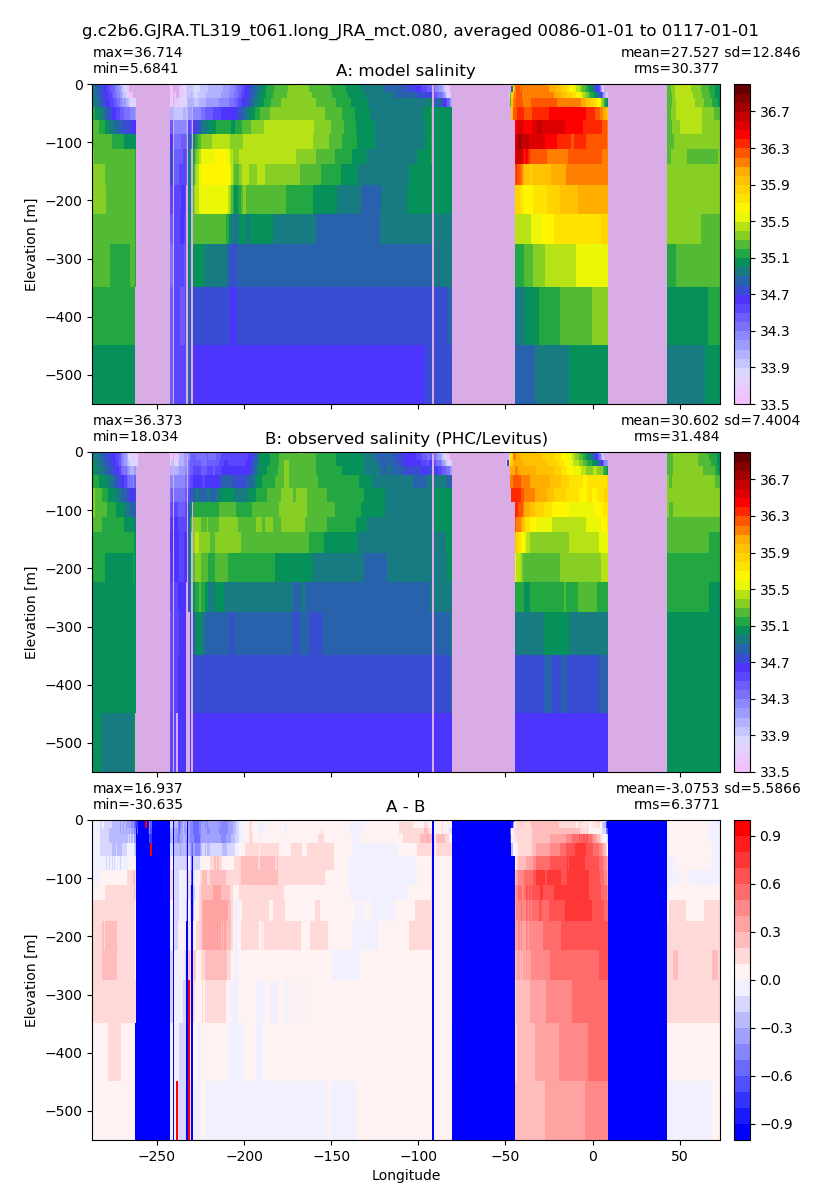 g.c2b6.GJRA.TL319_t061.long_JRA_mct.080, averaged 0086-01-01 to 0117-01-01
max=36.714
min=5.6841
A: model salinity
mean=27.527 sd=12.846
rms=30.377
0
−100
−200
−300
−400
−500
Elevation [m]
36.7
36.3
35.9
35.5
35.1
34.7
34.3
33.9
33.5
max=36.373
min=18.034
B: observed salinity (PHC/Levitus)
mean=30.602 sd=7.4004
rms=31.484
0
−100
−200
−300
−400
−500
Elevation [m]
36.7
36.3
35.9
35.5
35.1
34.7
34.3
33.9
33.5
max=16.937
min=-30.635
A - B
mean=-3.0753 sd=5.5866
rms=6.3771
0
−100
−200
−300
−400
−500
Elevation [m]
0.9
0.6
0.3
0.0
−0.3
−0.6
−0.9
−250 −200 −150 −100 −50 0 50
Longitude